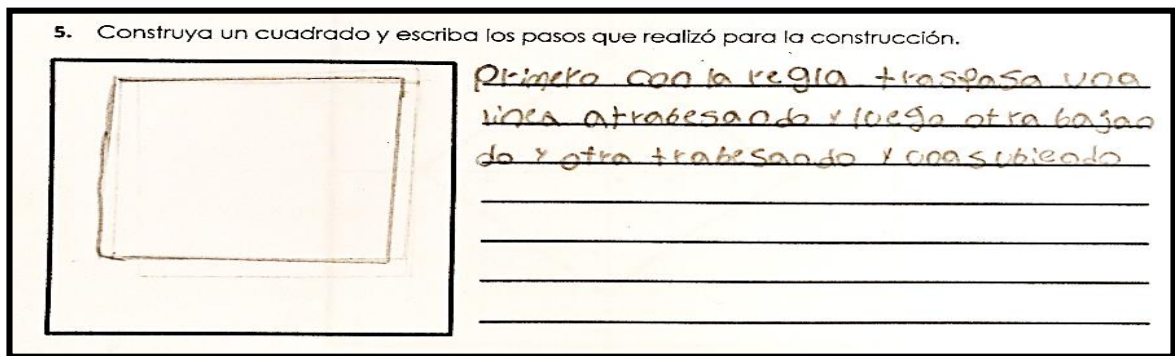 5. Construya un cuadrado y escriba los pasos que realizó para la construcción.
Primero con la regla traspasa una
linea atrabesando y luego otra bajan
do y otra trabesando y una subiendo